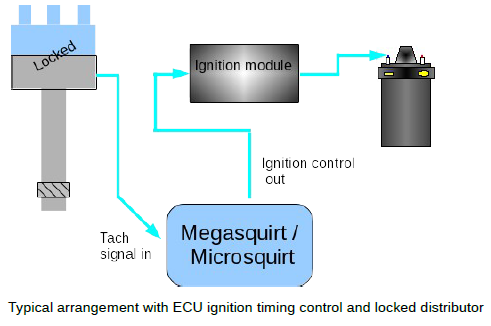 Locked
Ignition module
Ignition control
out
Tach
signal in
Megasquirt /
Microsquirt
Typical arrangement with ECU ignition timing control and locked distributor